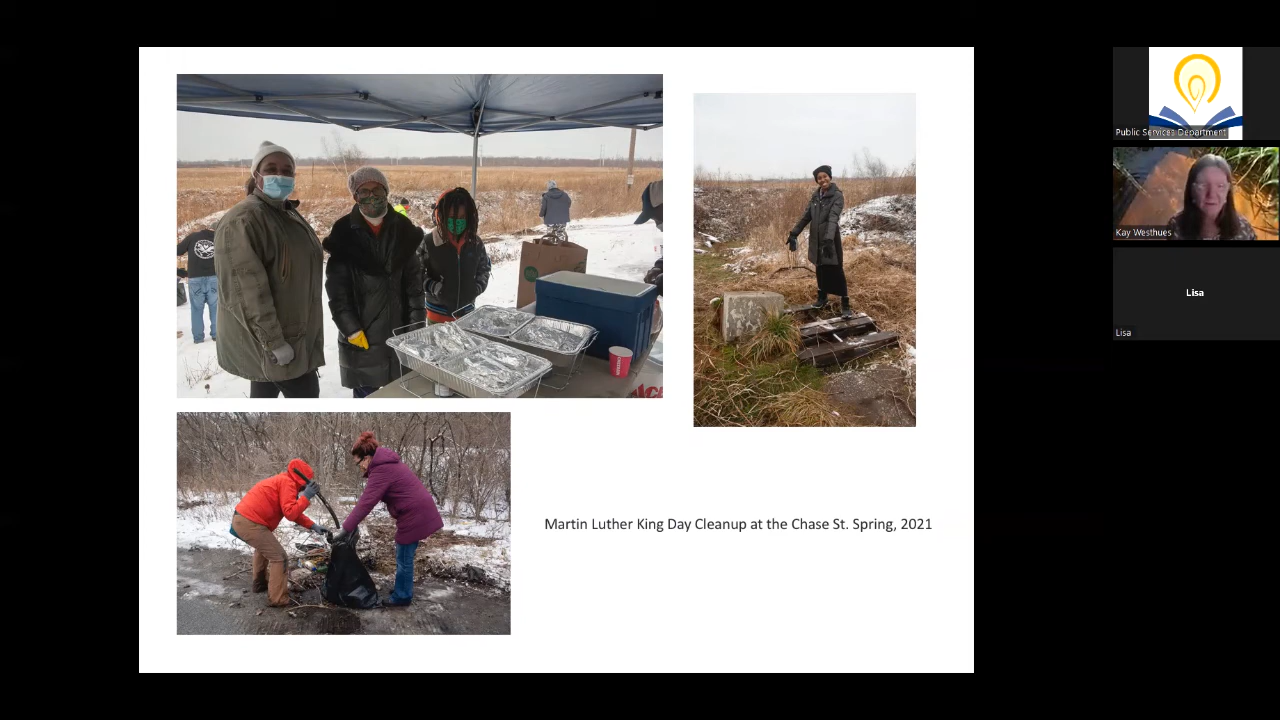 Martin Luther King Day Cleanup at the Chase St. Spring, 2021
Public Services Department
Kay Westhues
Lisa
Lisa